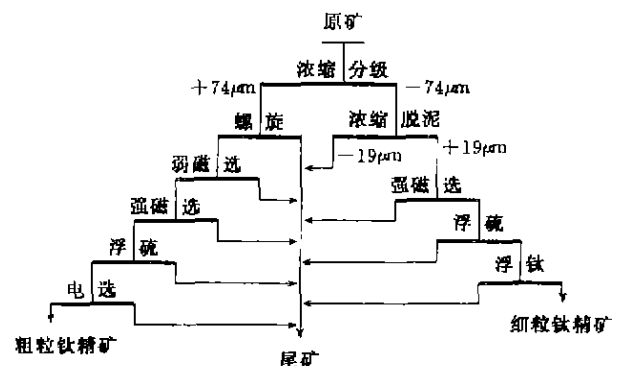 原矿
浓缩 分级
+74μm
-74μm
螺旋
浓缩 脱泥
-19μm
+19μm
弱磁选
强磁选
强磁选
浮硫
浮硫
浮钛
电选
粗粒钛精矿
尾矿
细粒钛精矿